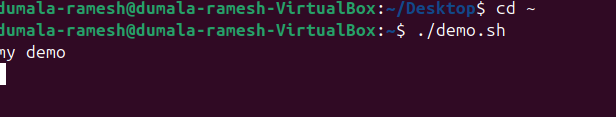 dumala-ramesh@dumala-ramesh-VirtualBox:~/Desktop$ cd ~
dumala-ramesh@dumala-ramesh-VirtualBox:~$ ./demo.sh
my demo